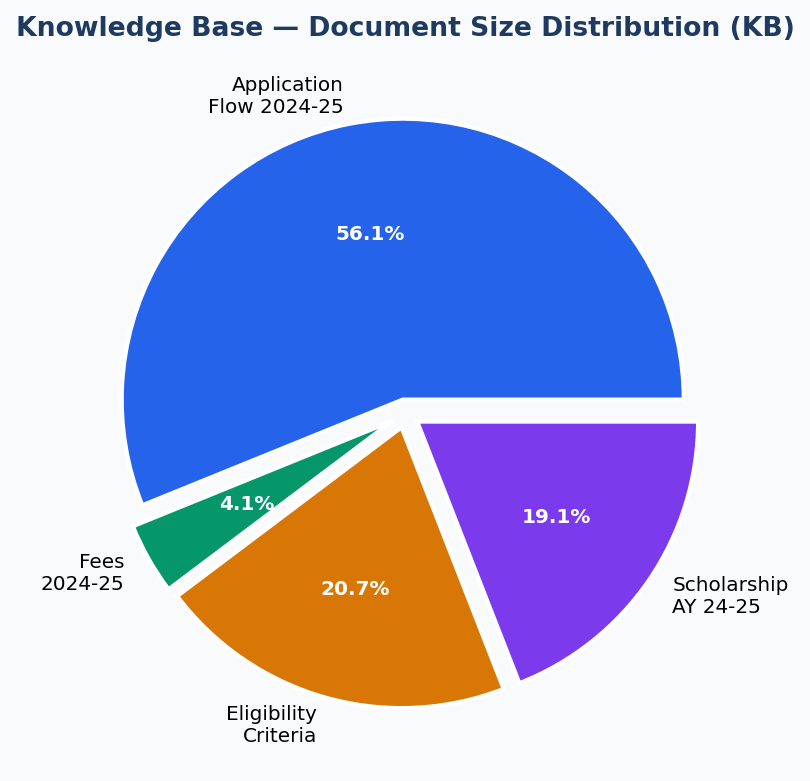 Knowledge Base — Document Size Distribution (KB)
Application
Flow 2024-25
56.1%
4.1%
Fees
2024-25
20.7%
Eligibility
Criteria
19.1%
Scholarship
AY 24-25